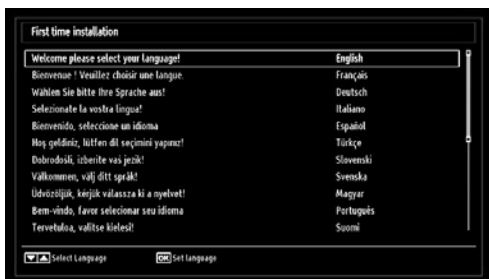 First time installation
Welcome please select your language! English
Bienvenue ! Veuillez choisir une langue. Français
Wählen Sie bitte Ihre Sprache aus! Deutsch
Selezionate la vostra lingua! Italiano
Bienvenido, seleccione un idioma Español
Hoş geldiniz, lütfen dil seçimini yapınız! Türkçe
Dobrodošli, izberite vaš jezik! Slovenski
Välkommen, välj ditt språk! Svenska
Üdvözöljük, kérjük válassza ki a nyelvet! Magyar
Bem-vindo, favor selecionar seu idioma Português
Tervetuloa, valitse kielesi! Suomi
Select Language OK Set language